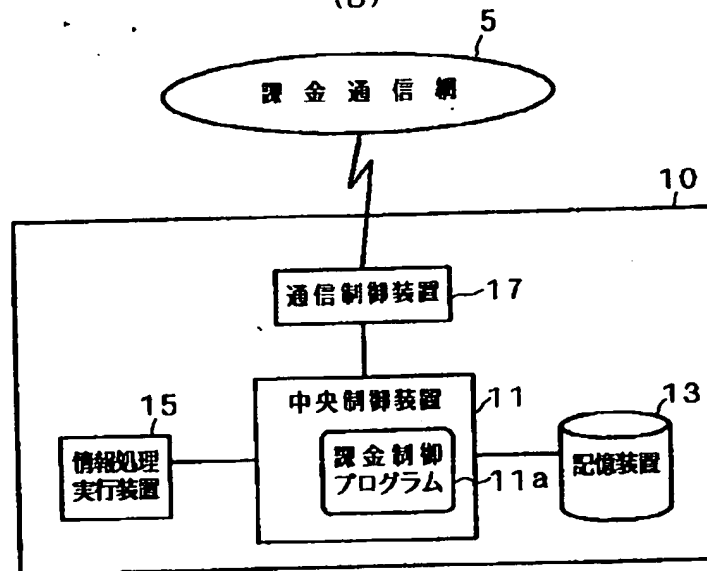 (B)
5
課金通信網
10
通信制御装置
17
中央制御装置
11
15
13
情報処理
実行装置
課金制御
プログラム
11a
記憶装置